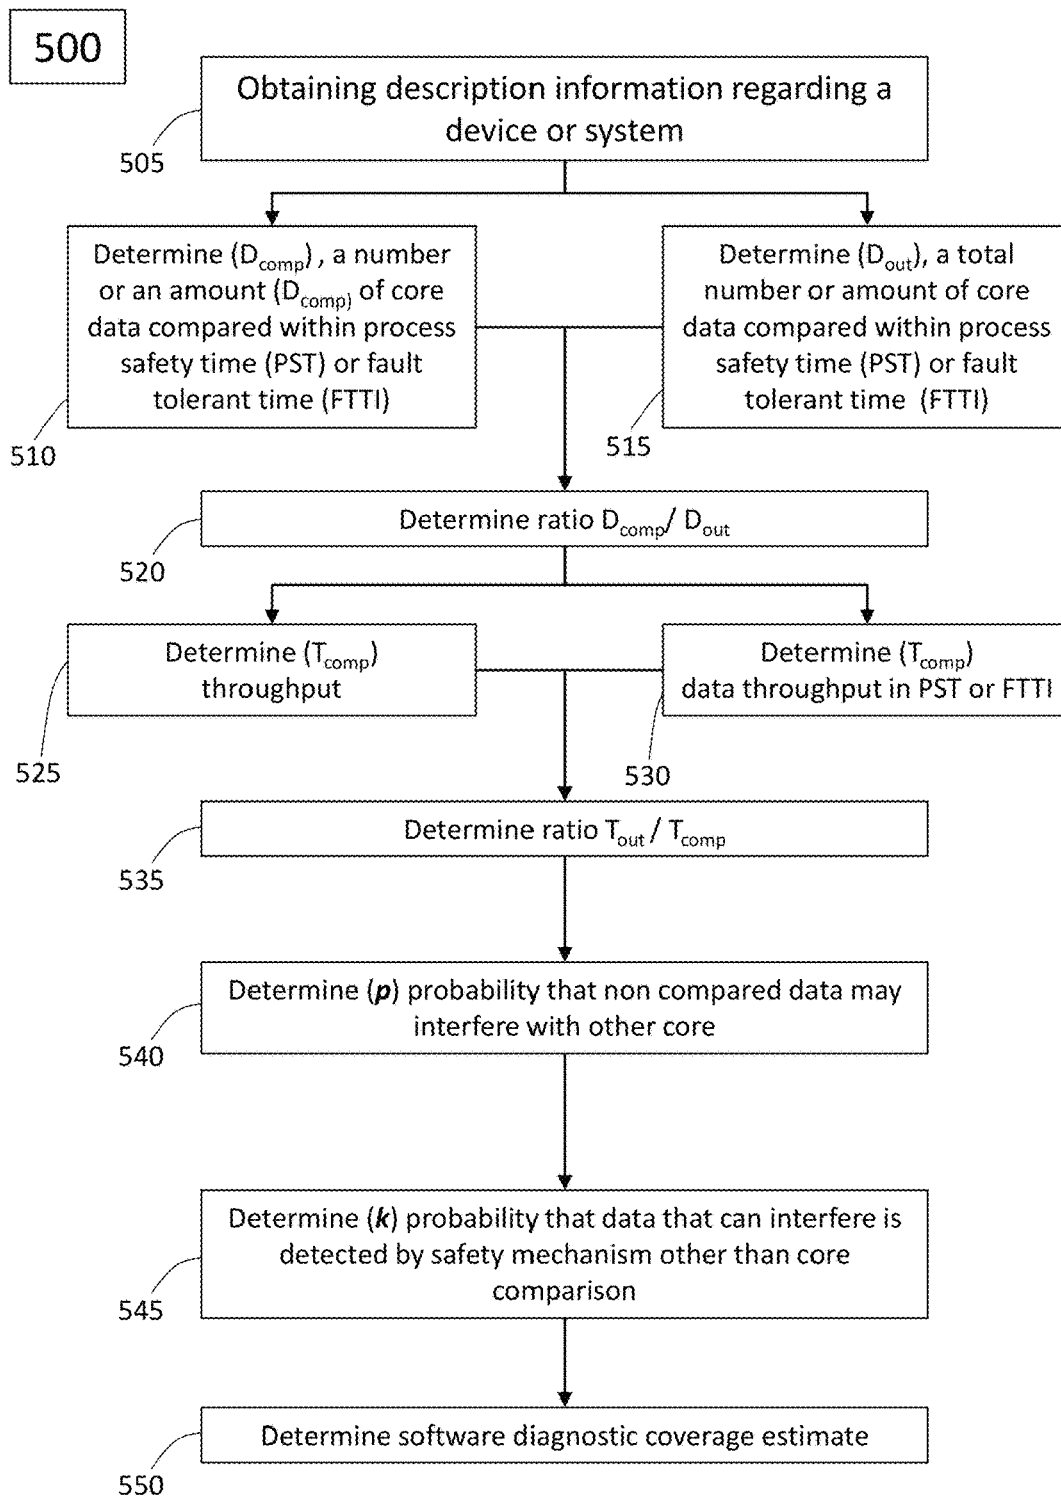 500
Obtaining description information regarding a
device or system
505
Determine (Dcomp) , a number
or an amount (Dcomp) of core
data compared within process
safety time (PST) or fault
tolerant time (FTTI)
510
Determine (Dout), a total
number or amount of core
data compared within process
safety time (PST) or fault
tolerant time (FTTI)
515
Determine ratio Dcomp/ Dout
520
Determine (Tcomp)
throughput
525
Determine (Tcomp)
data throughput in PST or FTTI
530
Determine ratio Tout / Tcomp
535
Determine (p) probability that non compared data may
interfere with other core
540
Determine (k) probability that data that can interfere is
detected by safety mechanism other than core
comparison
545
Determine software diagnostic coverage estimate
550